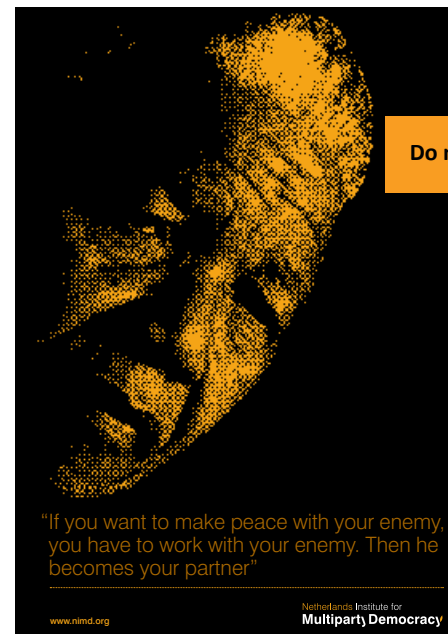 Do
“If you want to make peace with your enemy,
you have to work with your enemy. Then he
becomes your partner”
Netherlands Institute for
Multiparty Democracy
www.nimd.org